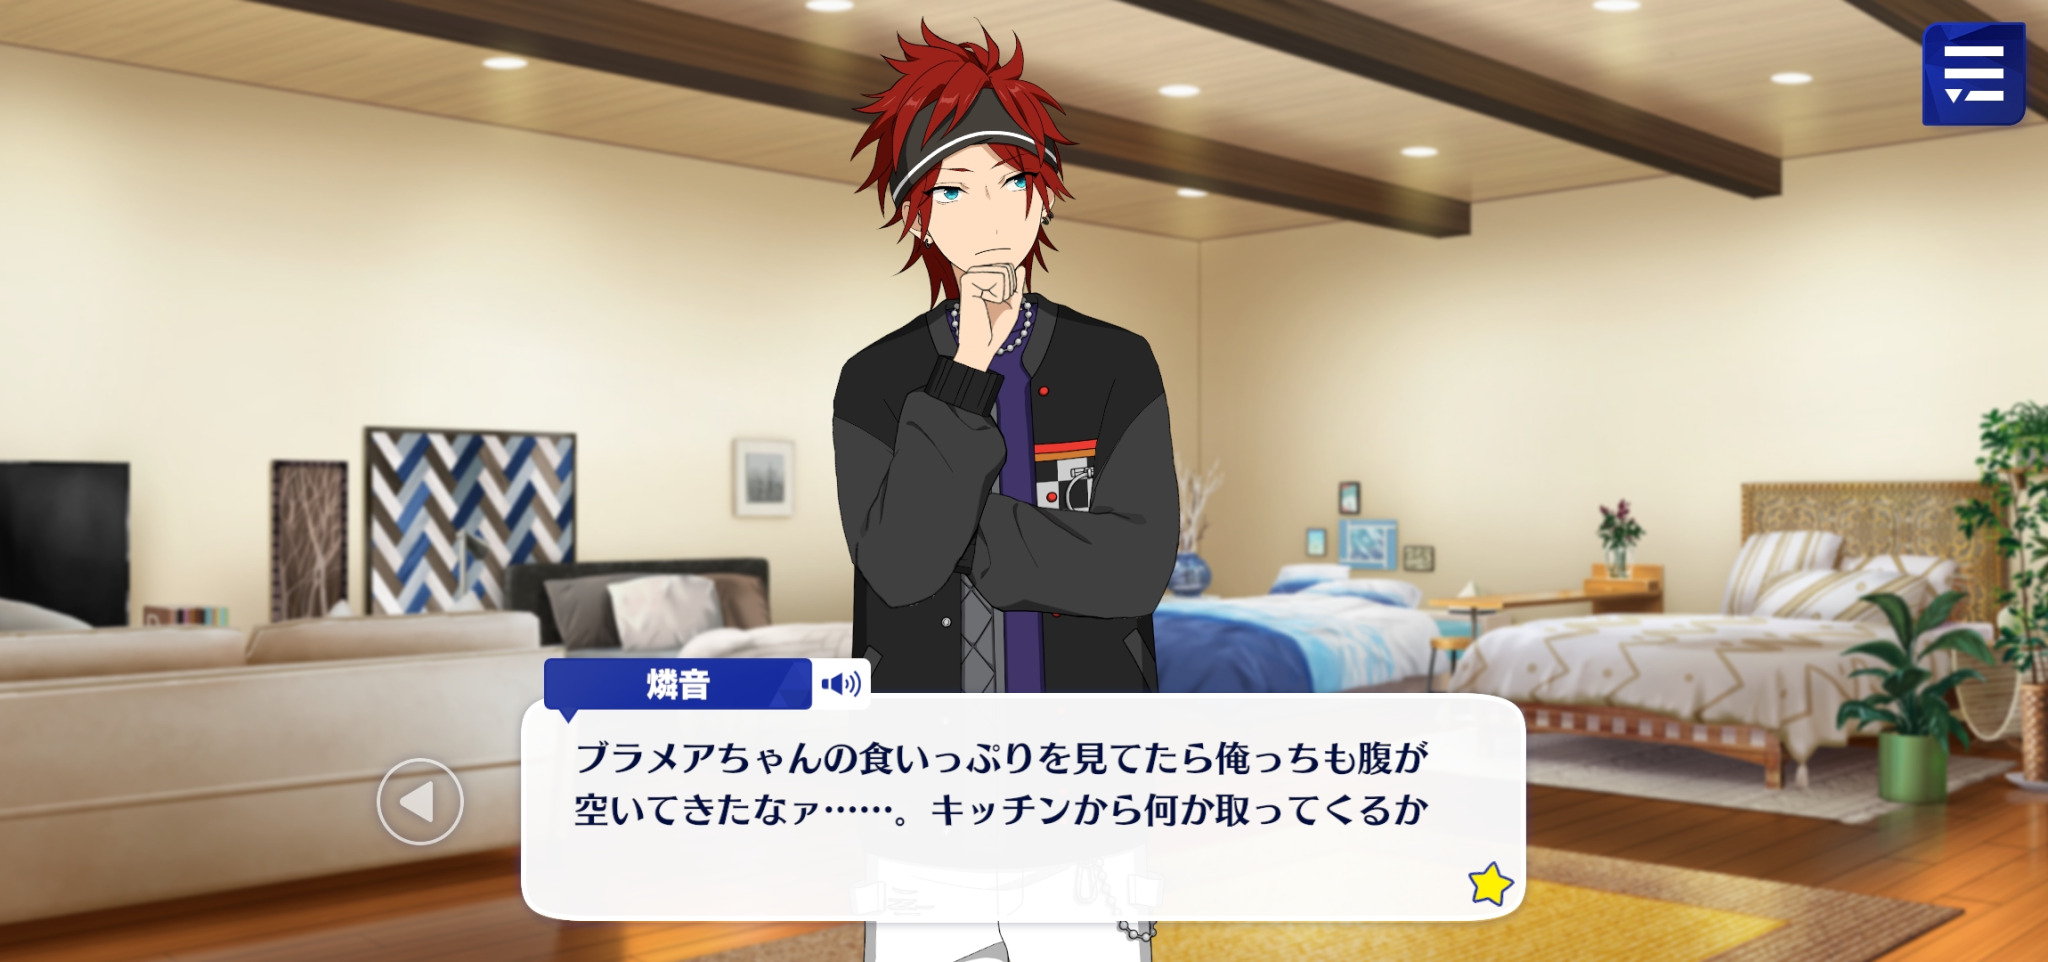 燐音
ブラメアちゃんの食いっぷりを見てたら俺っちも腹が
空いてきたなァ……。キッチンから何か取ってくるか